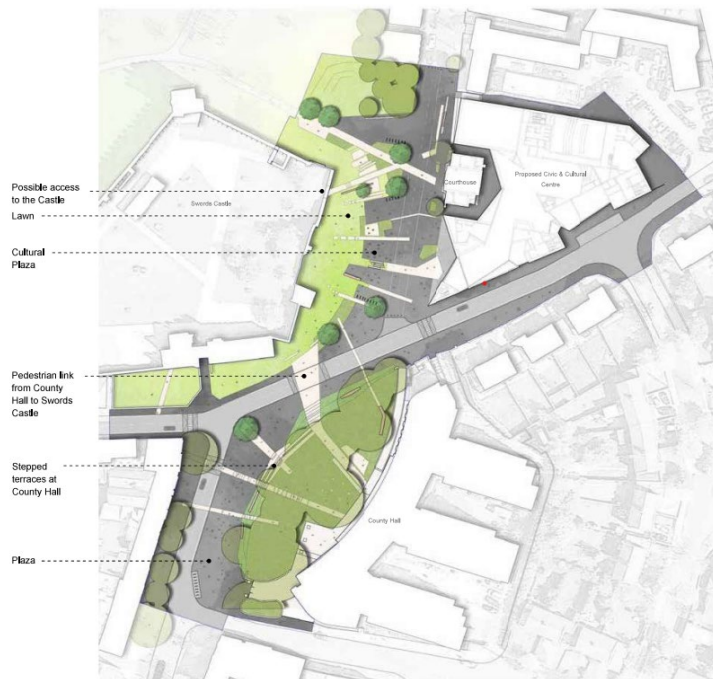 Possible access
to the Castle
Lawn
Cultural
Plaza
Pedestrian link
from County
Hall to Swords
Castle
Stepped
terraces at
County Hall
Plaza
Swords Castle
Courthouse
Proposed Civic & Cultural
Centre
County Hall